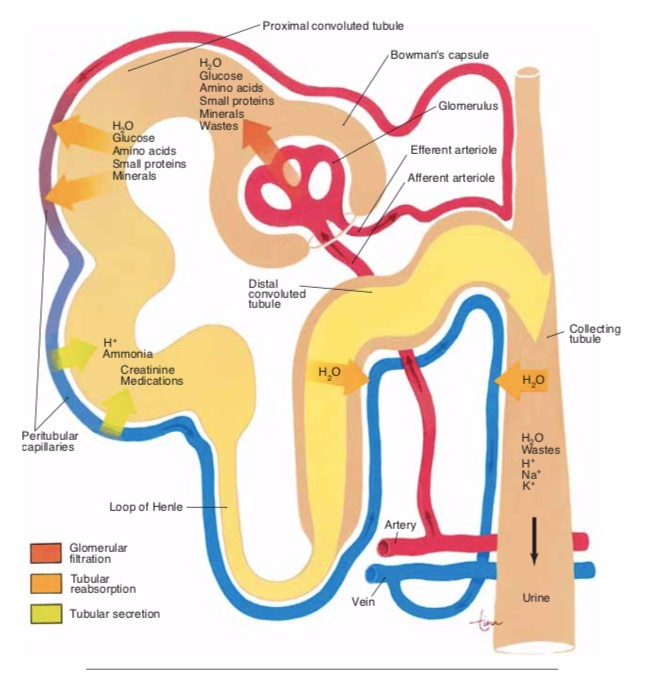 Proximal convoluted tubule
Bowman's capsule
H₂O
Glucose
Amino acids
Small proteins
Minerals
Wastes
Glomerulus
H₂O
Glucose
Amino acids
Small proteins
Minerals
Efferent arteriole
Afferent arteriole
Distal
convoluted
tubule
Collecting
tubule
H⁺
Ammonia
Creatinine
Medications
H₂O
H₂O
Peritubular
capillaries
H₂O
Wastes
H⁺
Na⁺
K⁺
Loop of Henle
Artery
Glomerular
filtration
Tubular
reabsorption
Tubular secretion
Vein
Urine